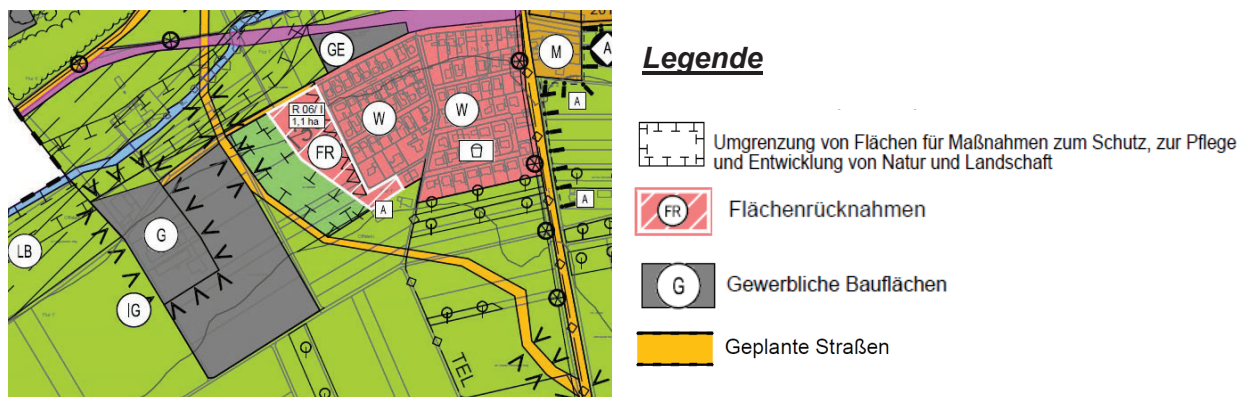 GE
M
A
A
R 06/ I
1,1 ha
W
W
FR
A
A
G
LB
IG
TEL
Legende
Umgrenzung von Flächen für Maßnahmen zum Schutz, zur Pflege
und Entwicklung von Natur und Landschaft
FR Flächenrücknahmen
G Gewerbliche Bauflächen
Geplante Straßen